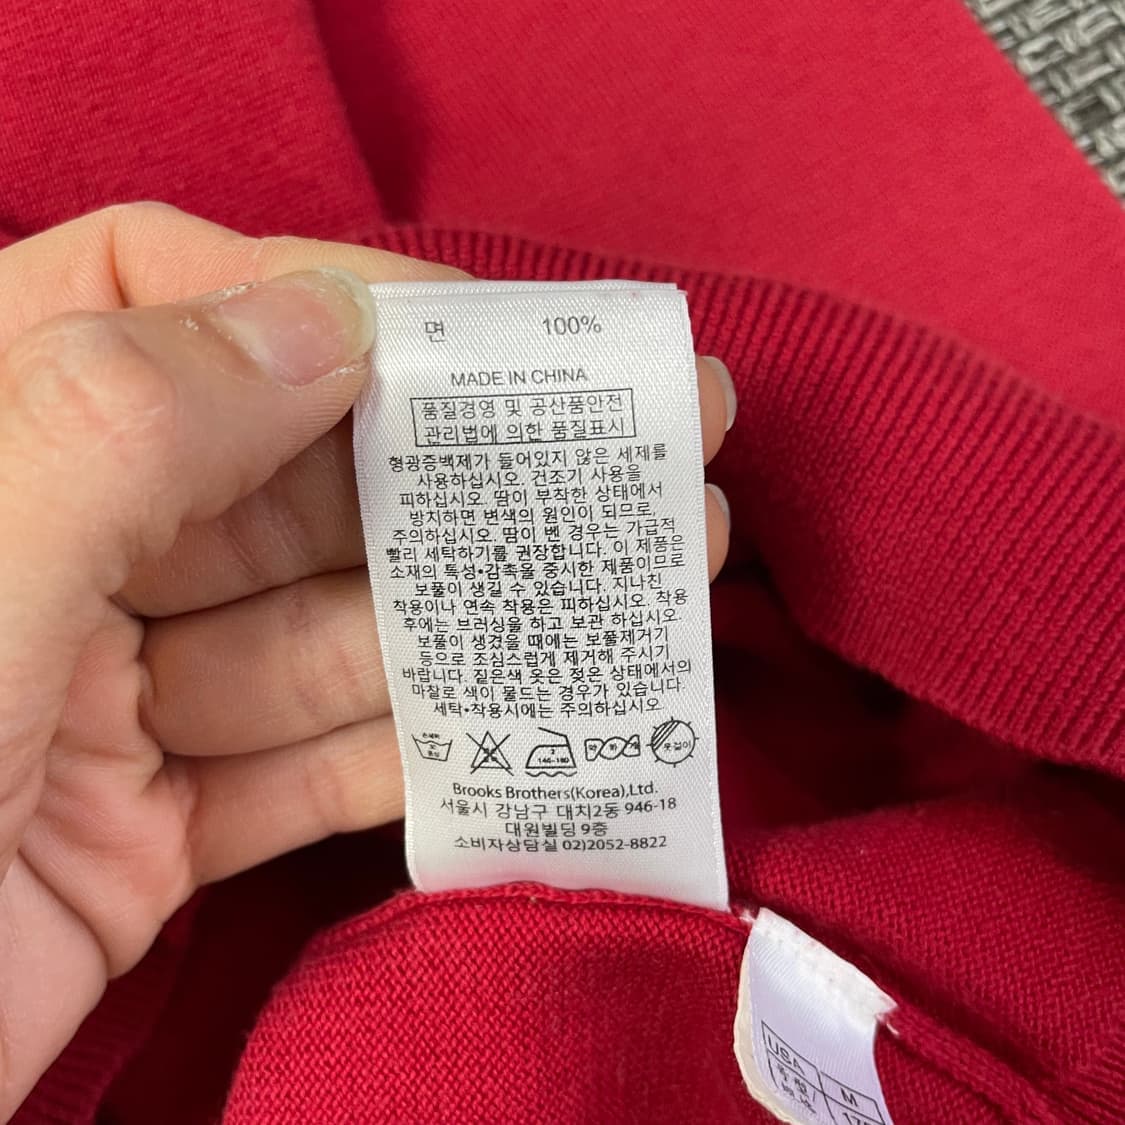 면 100%
MADE IN CHINA
품질경영 및 공산품안전
관리법에 의한 품질표시
형광증백제가 들어있지 않은 세제를
사용하십시오. 건조기 사용을
피하십시오. 땀이 부착한 상태에서
방치하면 변색의 원인이 되므로,
주의하십시오. 땀이 벤 경우는 가급적
빨리 세탁하기를 권장합니다. 이 제품은
소재의 특성•감촉을 중시한 제품이므로
보풀이 생길 수 있습니다. 지나친
착용이나 연속 착용은 피하십시오. 착용
후에는 브러싱을 하고 보관 하십시오.
보풀이 생겼을 때에는 보풀제거기
등으로 조심스럽게 제거해 주시기
바랍니다. 짙은색 옷은 젖은 상태에서의
마찰로 색이 물드는 경우가 있습니다.
세탁•착용시에는 주의하십시오.
140~160 옷걸이
Brooks Brothers(Korea),Ltd.
서울시 강남구 대치2동 946-18
대원빌딩 9층
소비자상담실 02)2052-8822
USA M